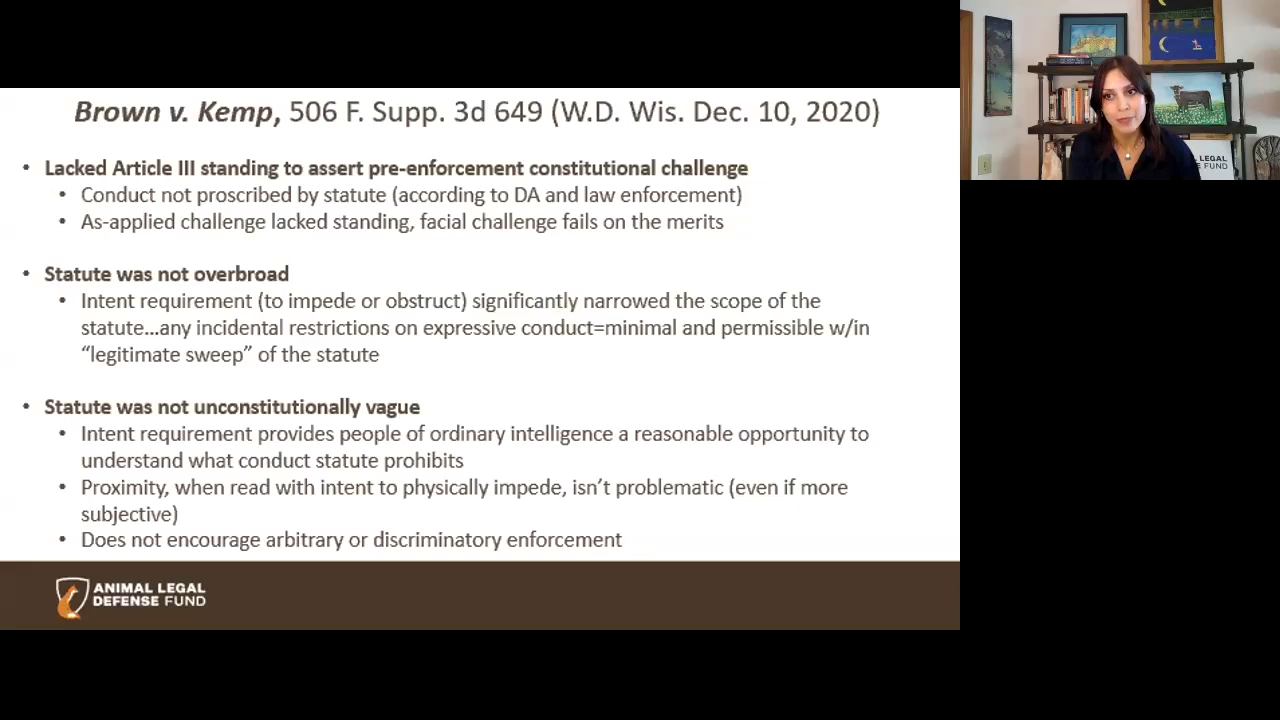 Brown v. Kemp, 506 F. Supp. 3d 649 (W.D. Wis. Dec. 10, 2020)
• Lacked Article III standing to assert pre-enforcement constitutional challenge
• Conduct not proscribed by statute (according to DA and law enforcement)
• As-applied challenge lacked standing, facial challenge fails on the merits
• Statute was not overbroad
• Intent requirement (to impede or obstruct) significantly narrowed the scope of the
statute…any incidental restrictions on expressive conduct=minimal and permissible w/in
“legitimate sweep” of the statute
• Statute was not unconstitutionally vague
• Intent requirement provides people of ordinary intelligence a reasonable opportunity to
understand what conduct statute prohibits
• Proximity, when read with intent to physically impede, isn’t problematic (even if more
subjective)
• Does not encourage arbitrary or discriminatory enforcement
ANIMAL LEGAL
DEFENSE FUND
LEGAL
FUND